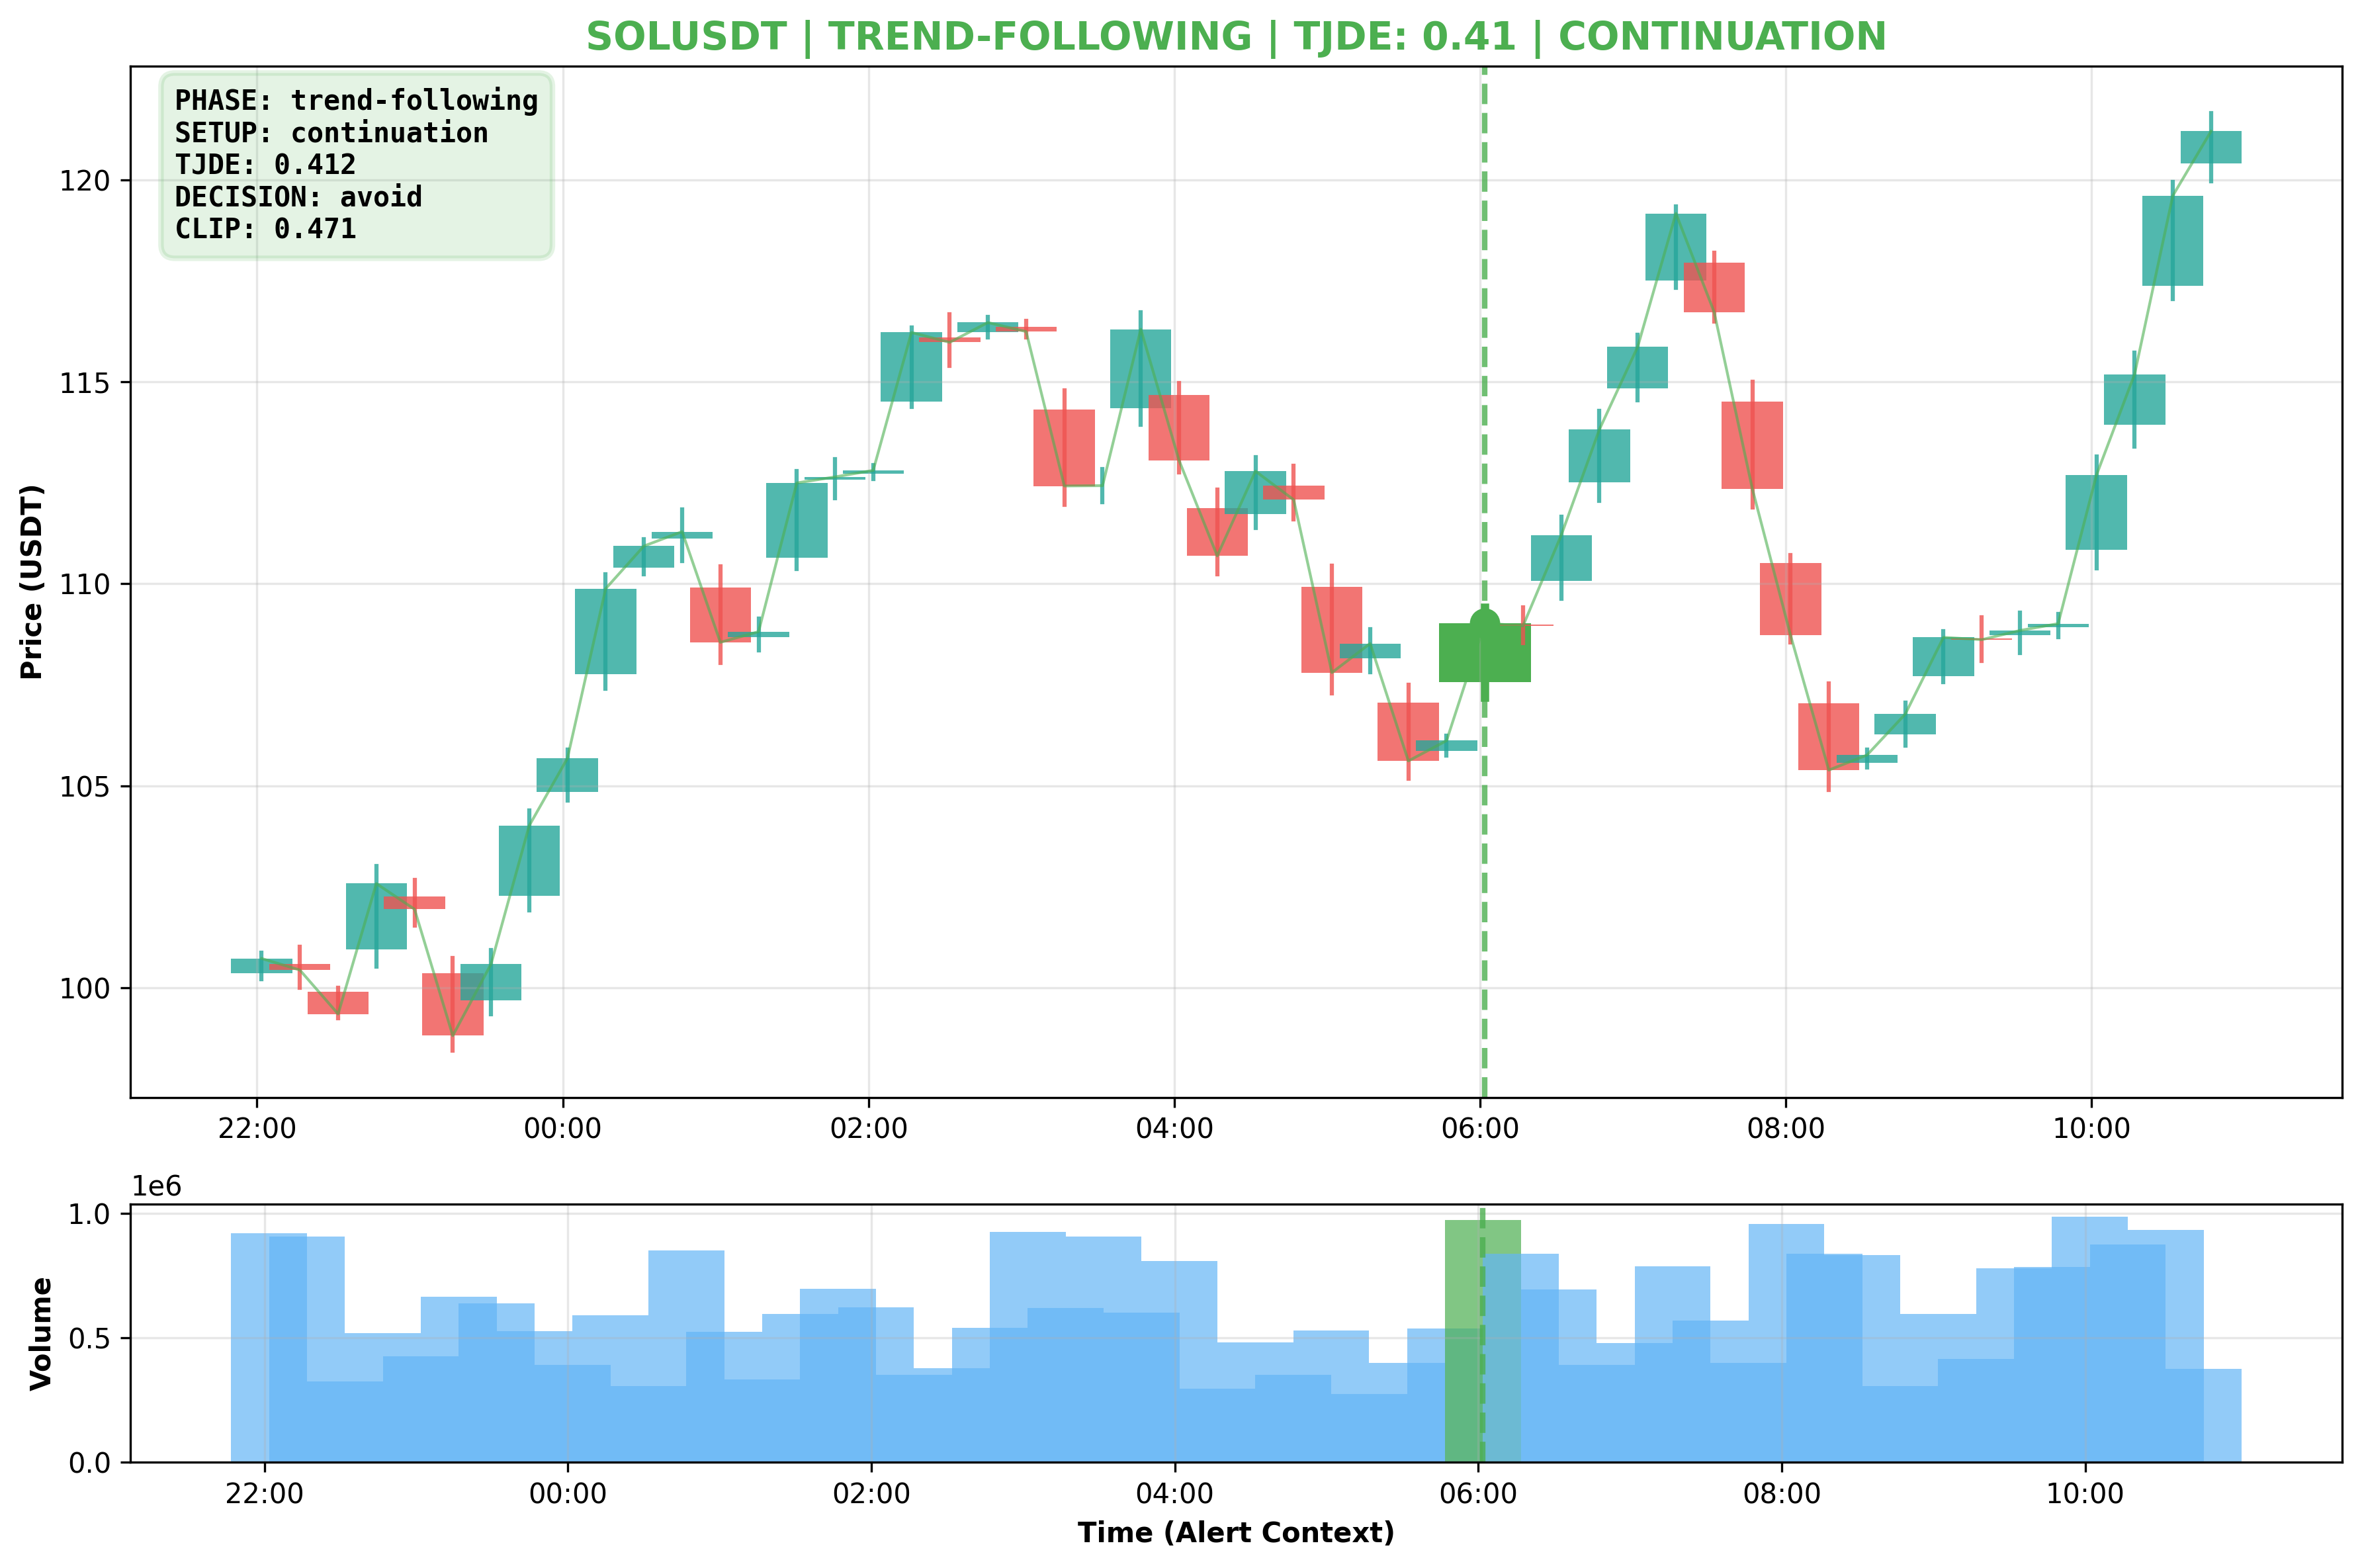 SOLUSDT | TREND-FOLLOWING | TJDE: 0.41 | CONTINUATION
PHASE: trend-following
SETUP: continuation
TJDE: 0.412
DECISION: avoid
CLIP: 0.471
Price (USDT)
120
115
110
105
100
22:00 00:00 02:00 04:00 06:00 08:00 10:00
1e6
Volume
1.0
0.5
0.0
22:00 00:00 02:00 04:00 06:00 08:00 10:00
Time (Alert Context)